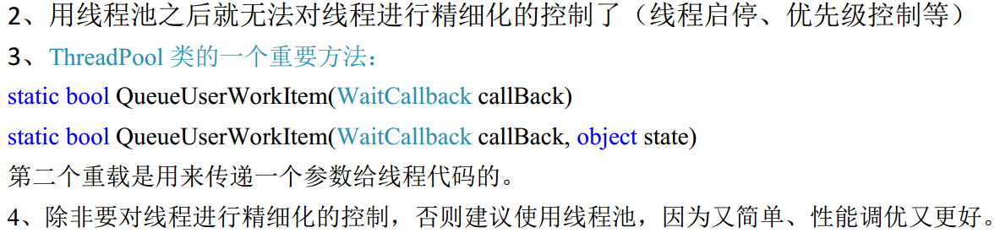 2、用线程池之后就无法对线程进行精细化的控制了（线程启停、优先级控制等）
3、ThreadPool 类的一个重要方法：
static bool QueueUserWorkItem(WaitCallback callBack)
static bool QueueUserWorkItem(WaitCallback callBack, object state)
第二个重载是用来传递一个参数给线程代码的。
4、除非要对线程进行精细化的控制，否则建议使用线程池，因为又简单、性能调优又更好。